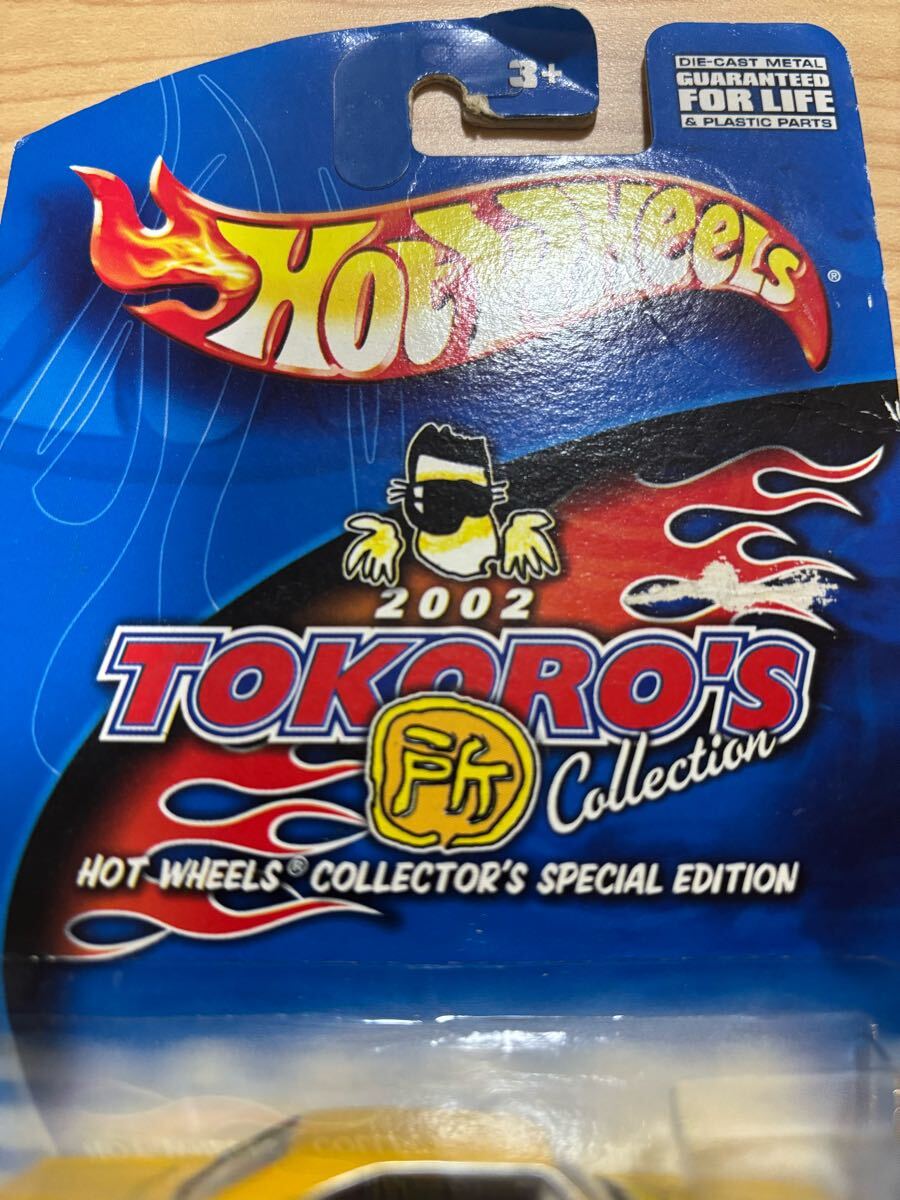 3+
DIE-CAST METAL
GUARANTEED
FOR LIFE
& PLASTIC PARTS
Hot Wheels®
2002
TOKORO'S
所
Collection
HOT WHEELS® COLLECTOR'S SPECIAL EDITION